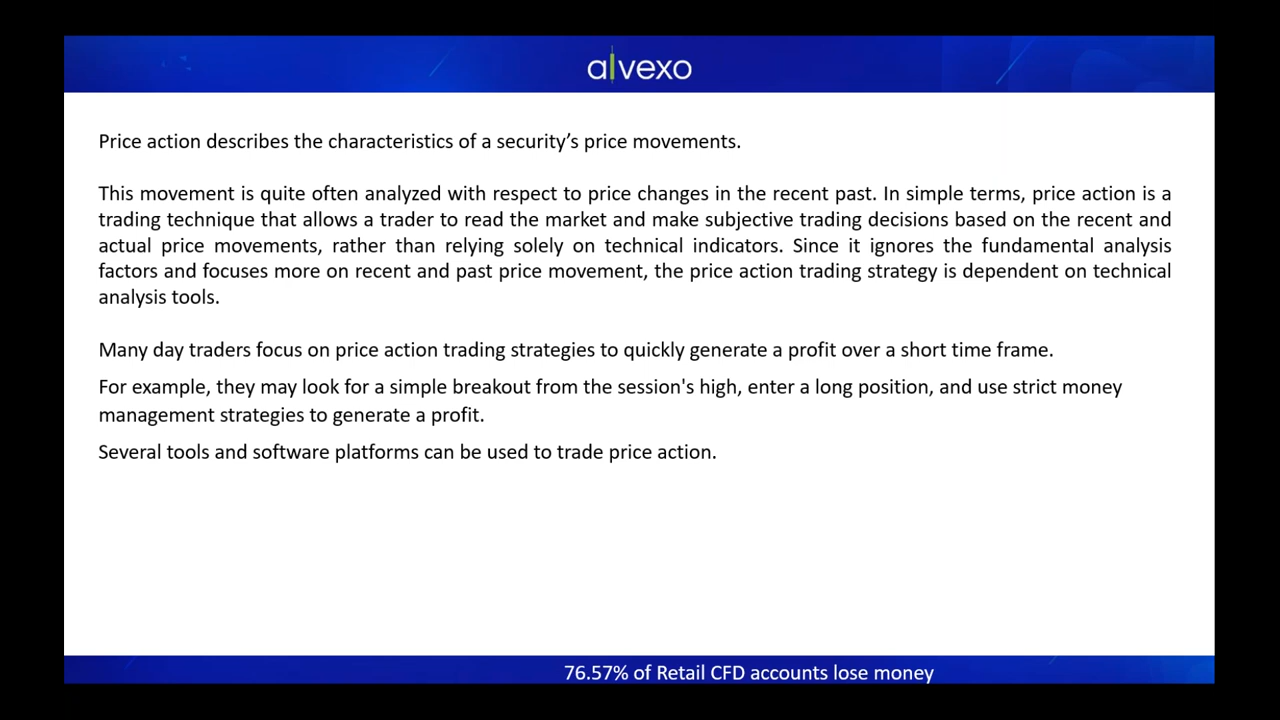 alvexo
Price action describes the characteristics of a security’s price movements.
This movement is quite often analyzed with respect to price changes in the recent past. In simple terms, price action is a
trading technique that allows a trader to read the market and make subjective trading decisions based on the recent and
actual price movements, rather than relying solely on technical indicators. Since it ignores the fundamental analysis
factors and focuses more on recent and past price movement, the price action trading strategy is dependent on technical
analysis tools.
Many day traders focus on price action trading strategies to quickly generate a profit over a short time frame.
For example, they may look for a simple breakout from the session's high, enter a long position, and use strict money
management strategies to generate a profit.
Several tools and software platforms can be used to trade price action.
76.57% of Retail CFD accounts lose money